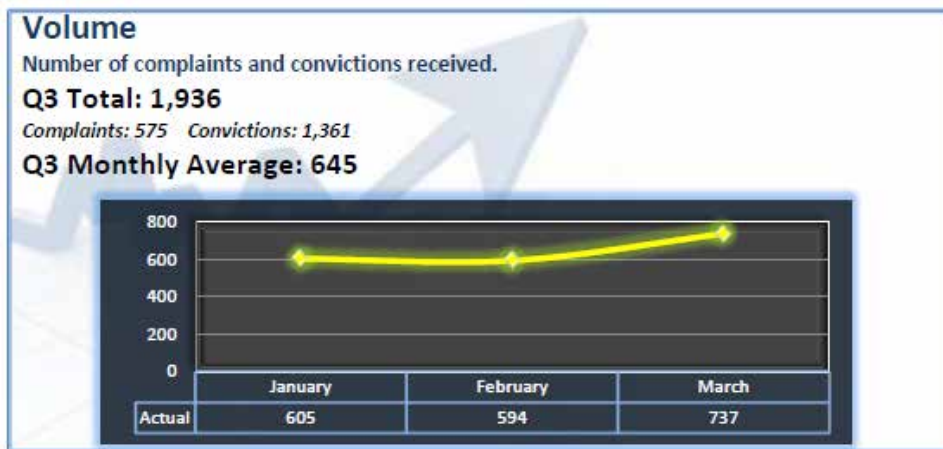 Volume
Number of complaints and convictions received.
Q3 Total: 1,936
Complaints: 575 Convictions: 1,361
Q3 Monthly Average: 645
800
600
400
200
0
January February March
Actual 605 594 737